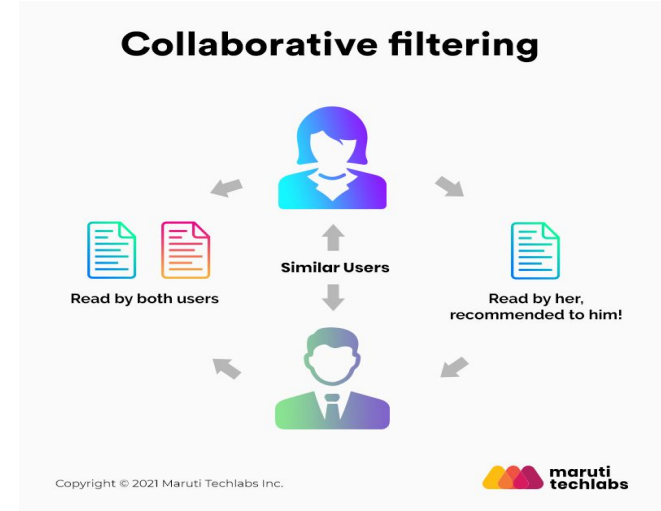 Collaborative filtering
Similar Users
Read by both users
Read by her,
recommended to him!
Copyright © 2021 Maruti Techlabs Inc.
maruti
techlabs